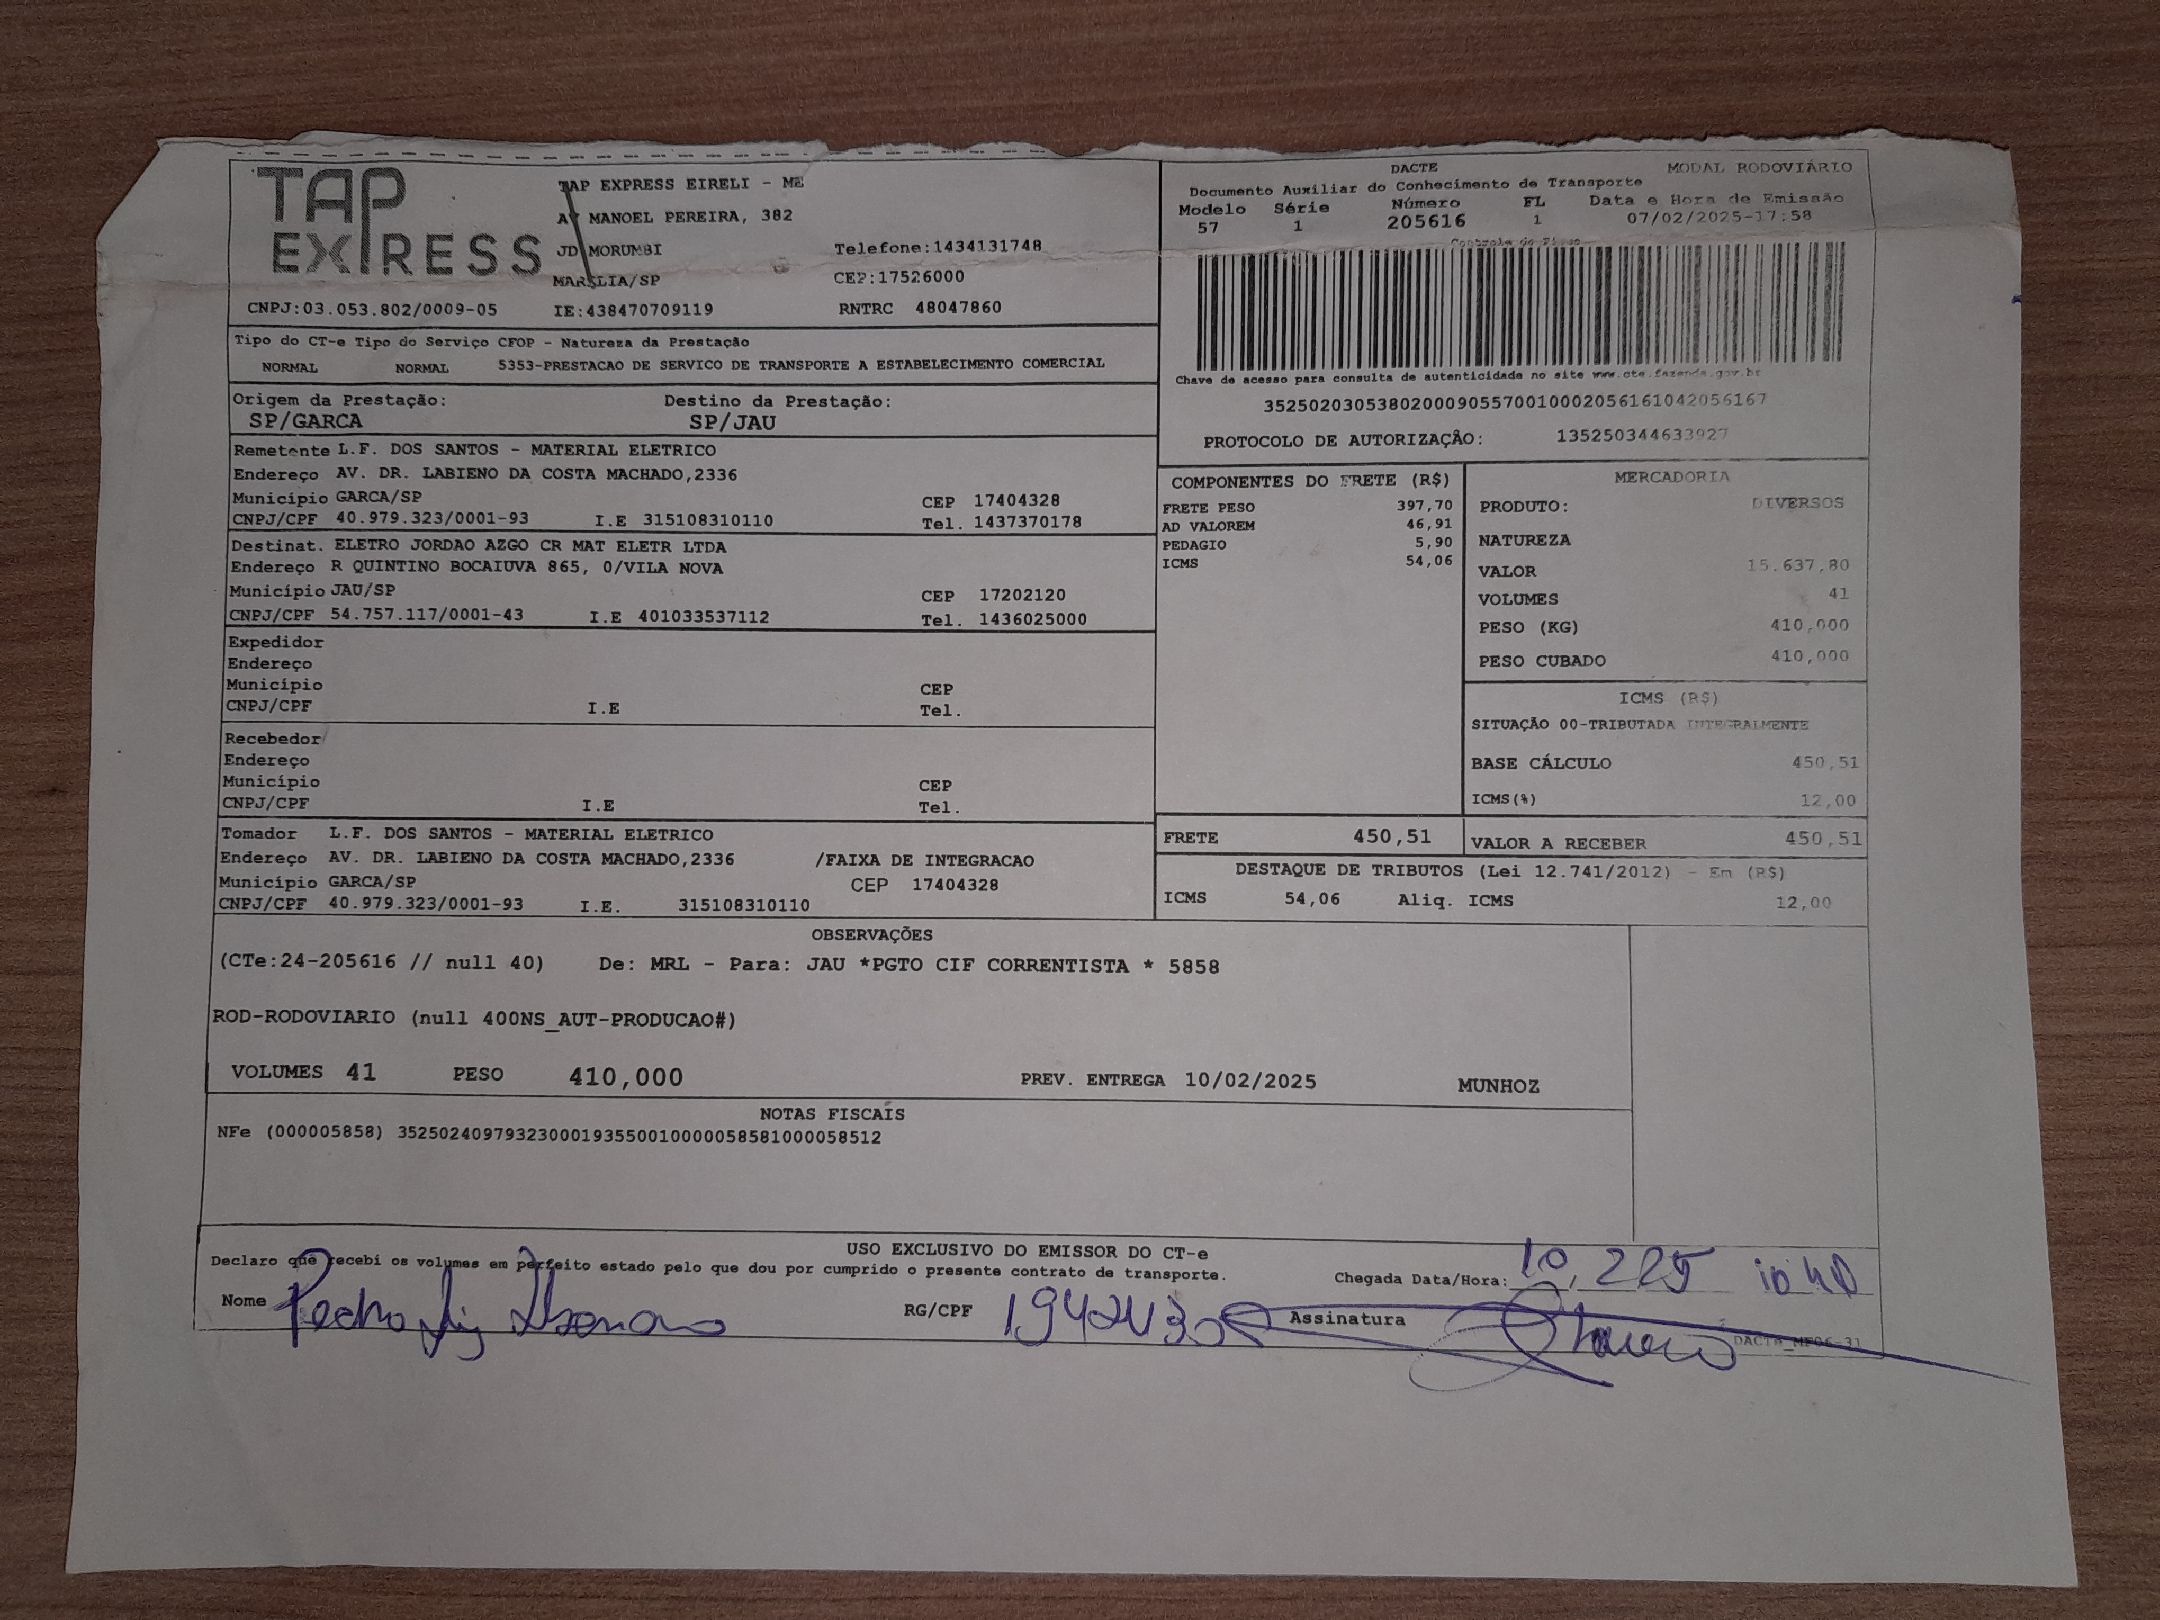 TAP
EXPRESS
TAP EXPRESS EIRELI - ME
AV MANOEL PEREIRA, 382
JD MORUMBI Telefone:1434131748
MARILIA/SP CEP:17526000
CNPJ:03.053.802/0009-05 IE:438470709119 RNTRC 48047860
DACTE MODAL RODOVIÁRIO
Documento Auxiliar do Conhecimento de Transporte
Modelo Série Número FL Data e Hora de Emissão
57 1 205616 1 07/02/2025-17:58
Controle do Fisco
Chave de acesso para consulta de autenticidade no site www.cte.fazenda.gov.br
35250203053802000905570010002056161042056167
PROTOCOLO DE AUTORIZAÇÃO: 135250344633927
Tipo do CT-e Tipo do Serviço CFOP - Natureza da Prestação
NORMAL NORMAL 5353-PRESTACAO DE SERVICO DE TRANSPORTE A ESTABELECIMENTO COMERCIAL
Origem da Prestação: Destino da Prestação:
SP/GARCA SP/JAU
Remetente L.F. DOS SANTOS - MATERIAL ELETRICO
Endereço AV. DR. LABIENO DA COSTA MACHADO,2336
Município GARCA/SP CEP 17404328
CNPJ/CPF 40.979.323/0001-93 I.E 315108310110 Tel. 1437370178
Destinat. ELETRO JORDAO AZGO CR MAT ELETR LTDA
Endereço R QUINTINO BOCAIUVA 865, 0/VILA NOVA
Município JAU/SP CEP 17202120
CNPJ/CPF 54.757.117/0001-43 I.E 401033537112 Tel. 1436025000
Expedidor
Endereço
Município CEP
CNPJ/CPF I.E Tel.
Recebedor
Endereço
Município CEP
CNPJ/CPF I.E Tel.
Tomador L.F. DOS SANTOS - MATERIAL ELETRICO
Endereço AV. DR. LABIENO DA COSTA MACHADO,2336 /FAIXA DE INTEGRACAO
Município GARCA/SP CEP 17404328
CNPJ/CPF 40.979.323/0001-93 I.E. 315108310110
COMPONENTES DO FRETE (R$)
FRETE PESO 397,70
AD VALOREM 46,91
PEDAGIO 5,90
ICMS 54,06
MERCADORIA
PRODUTO: DIVERSOS
NATUREZA
VALOR 15.637,80
VOLUMES 41
PESO (KG) 410,000
PESO CUBADO 410,000
ICMS (R$)
SITUAÇÃO 00-TRIBUTADA INTEGRALMENTE
BASE CÁLCULO 450,51
ICMS(%) 12,00
FRETE 450,51 VALOR A RECEBER 450,51
DESTAQUE DE TRIBUTOS (Lei 12.741/2012) - Em (R$)
ICMS 54,06 Aliq. ICMS 12,00
OBSERVAÇÕES
(CTe:24-205616 // null 40) De: MRL - Para: JAU *PGTO CIF CORRENTISTA * 5858
ROD-RODOVIARIO (null 400NS_AUT-PRODUCAO#)
VOLUMES 41 PESO 410,000 PREV. ENTREGA 10/02/2025 MUNHOZ
NOTAS FISCAIS
NFe (000005858) 35250240979323000193550010000058581000058512
USO EXCLUSIVO DO EMISSOR DO CT-e
Declaro que recebi os volumes em perfeito estado pelo que dou por cumprido o presente contrato de transporte.
Chegada Data/Hora: 10
Nome Pedro RG/CPF Assinatura